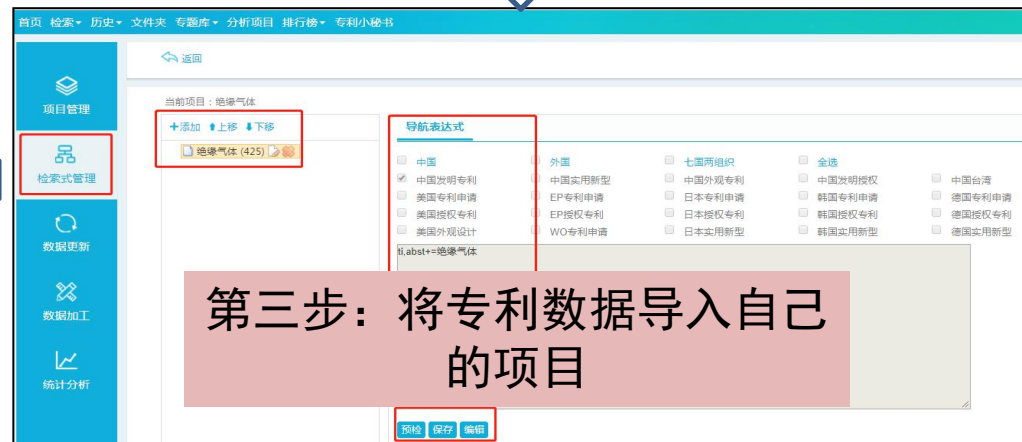 首页 检索 历史 文件夹 专题库 分析项目 排行榜 专利小秘书
返回
项目管理
检索式管理
数据更新
数据加工
统计分析
当前项目：绝缘气体
+添加 上移 下移
绝缘气体 (425)
导航表达式
中国 外国 七国两组织 全选
中国发明专利 中国实用新型 中国外观专利 中国发明授权 中国台湾
美国专利申请 EP专利申请 日本专利申请 韩国专利申请 德国专利申请
美国授权专利 EP授权专利 日本授权专利 韩国授权专利 德国授权专利
美国外观设计 WO专利申请 日本实用新型 韩国实用新型 德国实用新型
ti,abst+=绝缘气体
第三步：将专利数据导入自己
的项目
预检 保存 编辑